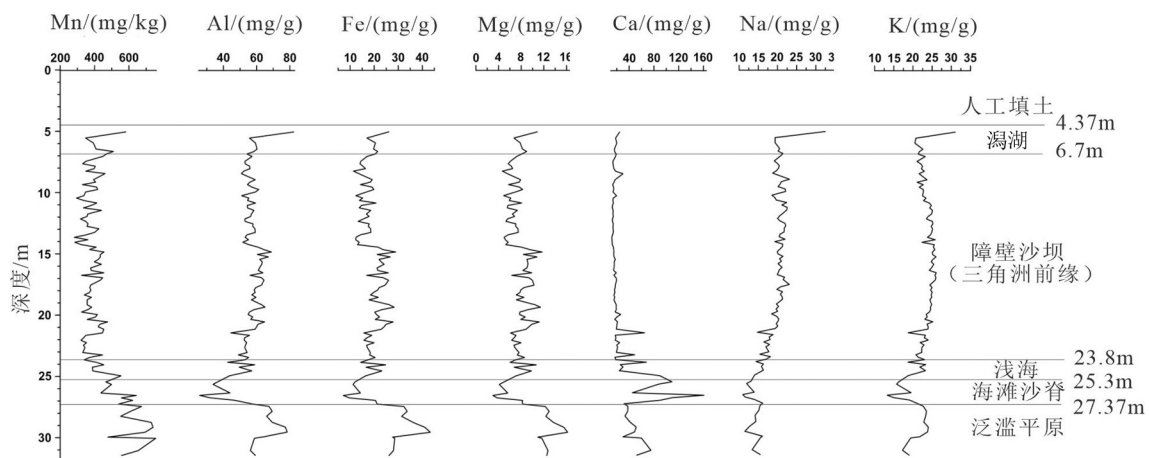 Mn/(mg/kg) Al/(mg/g) Fe/(mg/g) Mg/(mg/g) Ca/(mg/g) Na/(mg/g) K/(mg/g)
200 400 600 40 60 80 10 20 30 40 0 4 8 12 16 40 80 120 160 10 15 20 25 3 10 15 20 25 30 35
0
人工填土
4.37m
5
潟湖
6.7m
10
15
障壁沙坝
（三角洲前缘）
深度/m
20
23.8m
浅海
25
25.3m
海滩沙脊
27.37m
泛滥平原
30